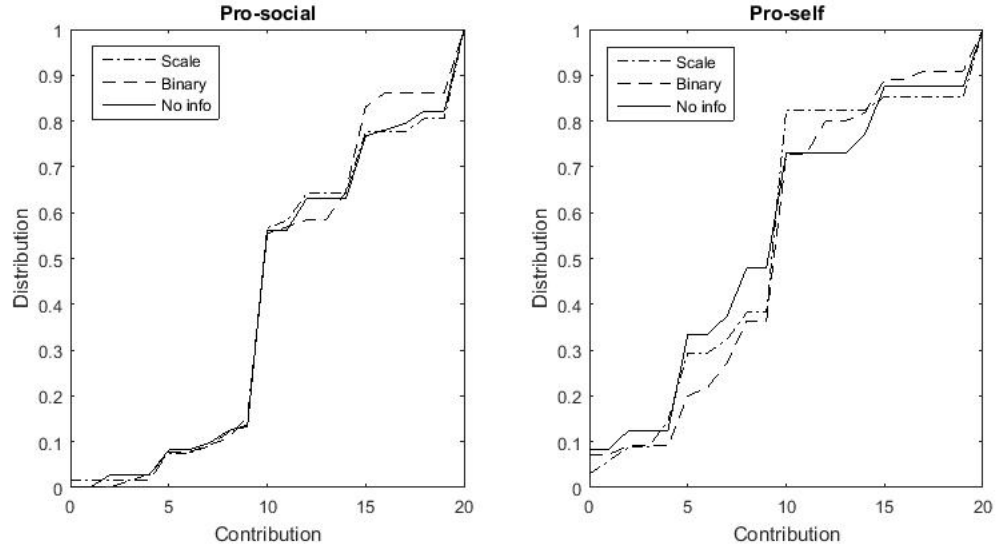 Pro-social
1
0.9
0.8
0.7
0.6
0.5
0.4
0.3
0.2
0.1
0
Distribution
Scale
Binary
No info
0 5 10 15 20
Contribution
Pro-self
1
0.9
0.8
0.7
0.6
0.5
0.4
0.3
0.2
0.1
0
Distribution
Scale
Binary
No info
0 5 10 15 20
Contribution